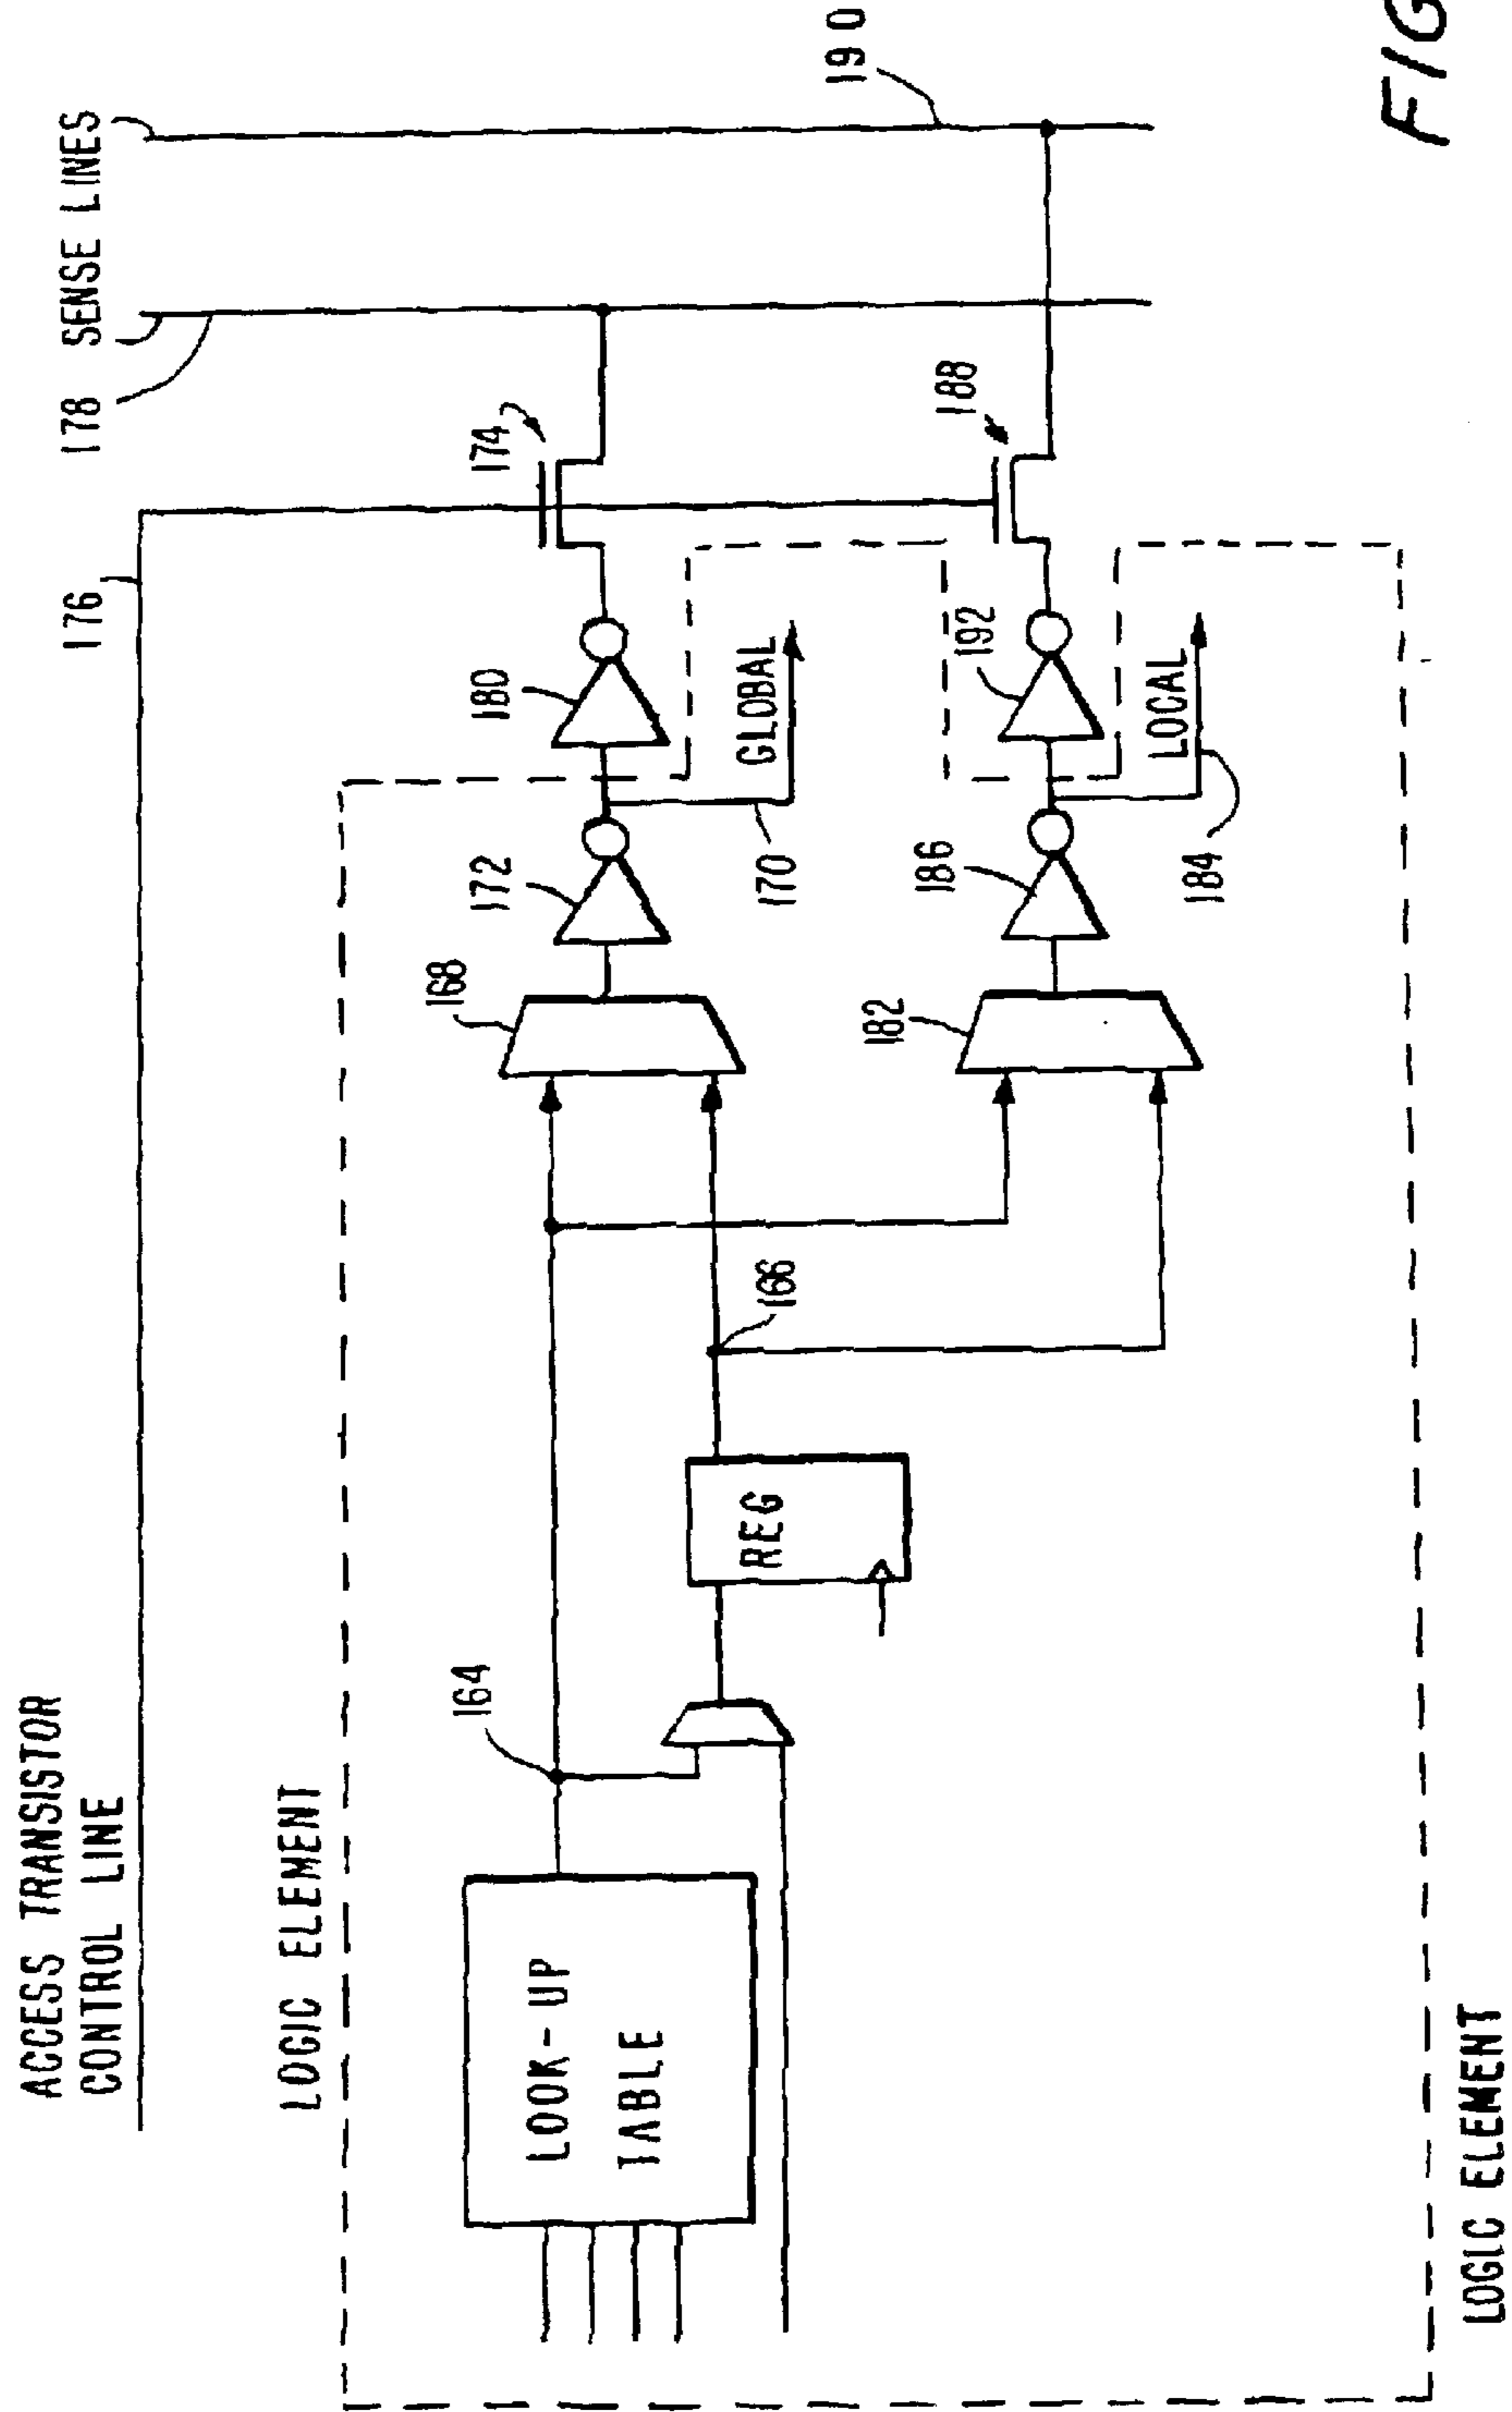 ACCESS TRANSISTOR
CONTROL LINE
176
178
SENSE LINES
LOGIC ELEMENT
164
168
172
180
174
LOOK-UP
TABLE
REG
166
170
GLOBAL
182
186
192
188
190
184
LOCAL
LOGIC ELEMENT
FIG